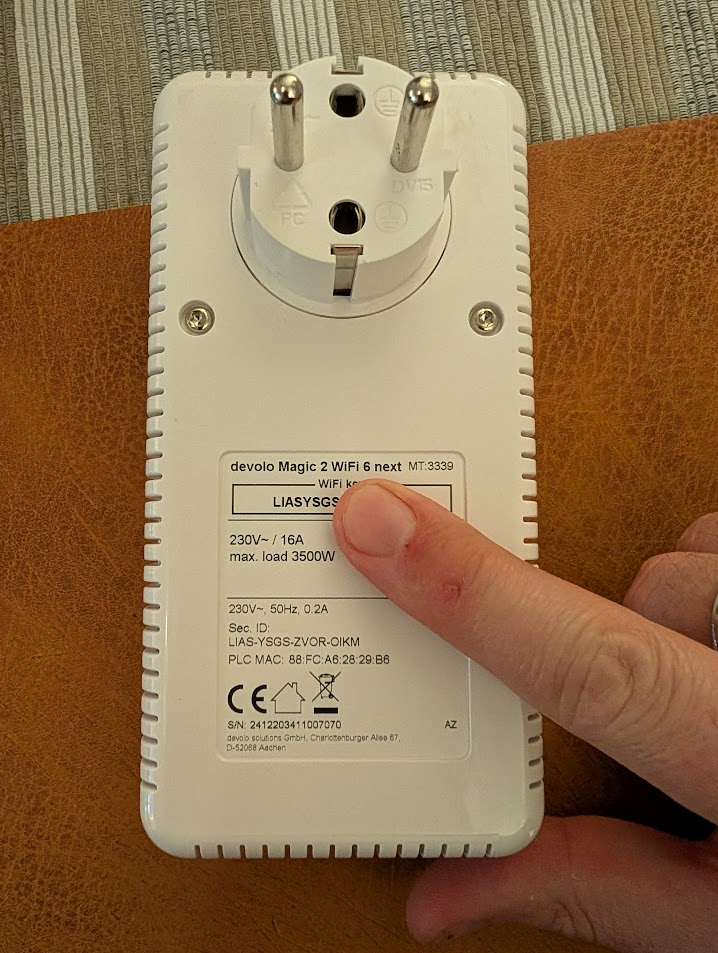 PC
DV15
devolo Magic 2 WiFi 6 next MT:3339
WiFi
LIASYSGS
230V~ / 16A
max. load 3500W
230V~, 50Hz, 0.2A
Sec. ID:
LIAS-YSGS-ZVOR-OIKM
PLC MAC: 88:FC:A6:28:29:B6
CE
S/N: 2412203411007070 AZ
devolo solutions GmbH, Charlottenburger Allee 67,
D-52068 Aachen